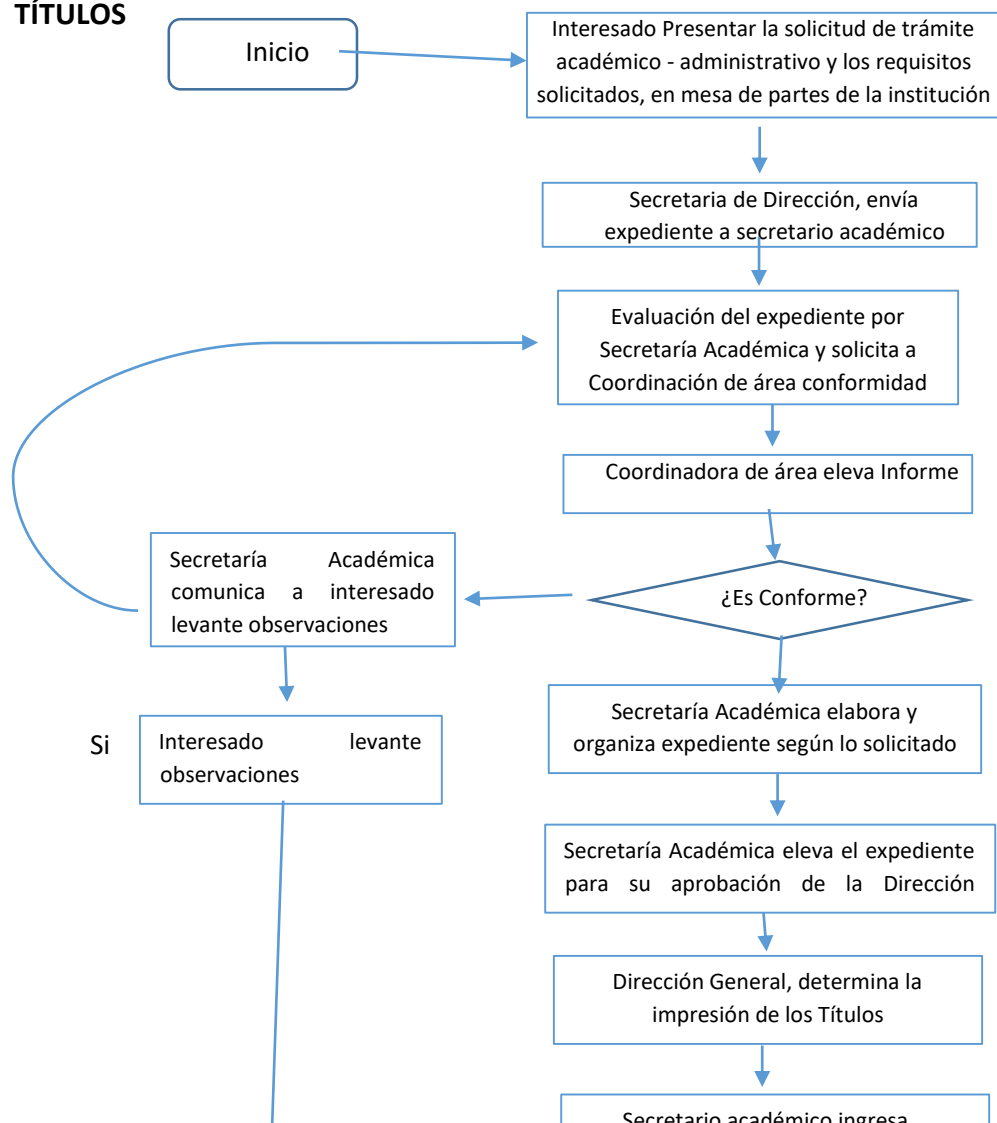 TÍTULOS
Inicio
Interesado Presentar la solicitud de trámite
académico - administrativo y los requisitos
solicitados, en mesa de partes de la institución
Secretaria de Dirección, envía
expediente a secretario académico
Evaluación del expediente por
Secretaría Académica y solicita a
Coordinación de área conformidad
Coordinadora de área eleva Informe
¿Es Conforme?
Secretaría Académica
comunica a interesado
levante observaciones
Si
Interesado levante
observaciones
Secretaría Académica elabora y
organiza expediente según lo solicitado
Secretaría Académica eleva el expediente
para su aprobación de la Dirección
Dirección General, determina la
impresión de los Títulos
Secretario académico ingresa